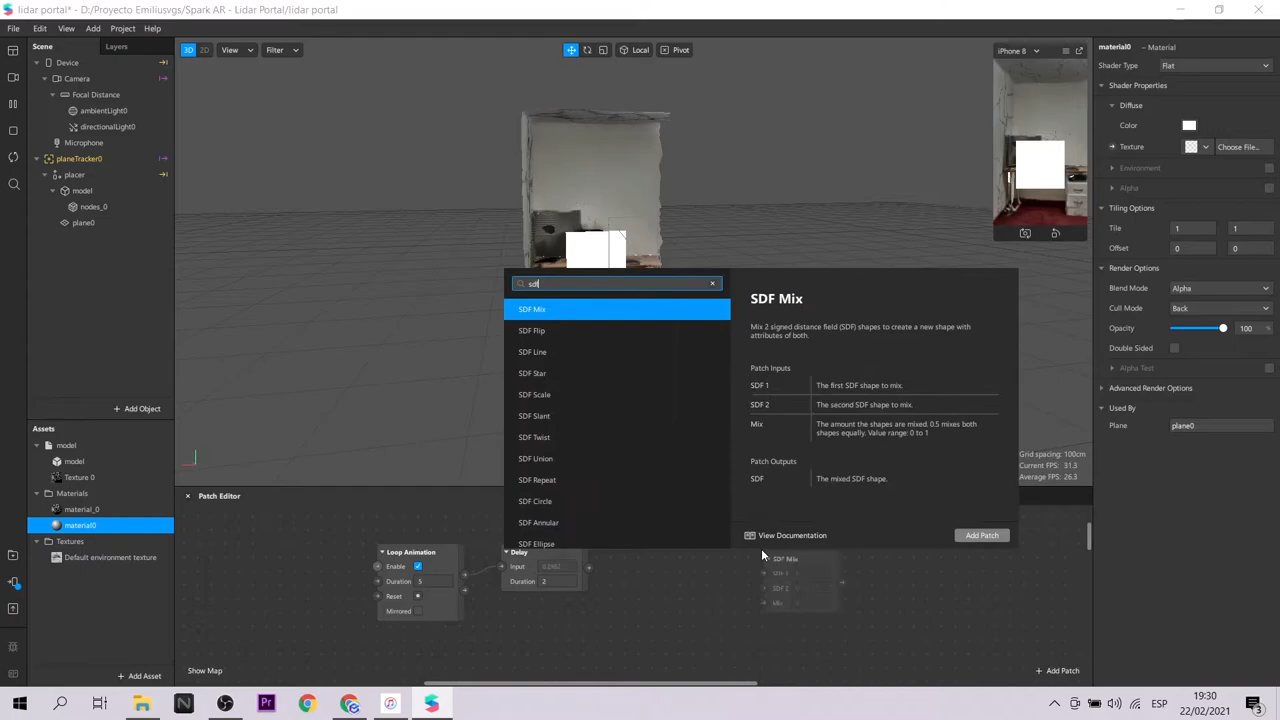 lidar portal* - D:/Proyecto Emiliusvgs/Spark AR - Lidar Portal/lidar portal
File Edit View Add Project Help
Scene Layers
Device
Camera
Focal Distance
ambientLight0
directionalLight0
Microphone
planeTracker0
placer
model
nodes_0
plane0
+ Add Object
Assets
model
model
Texture 0
Materials
material_0
material0
Textures
Default environment texture
+ Add Asset
3D 2D View Filter Local Pivot
iPhone 8
sdf
SDF Mix
SDF Flip
SDF Line
SDF Star
SDF Scale
SDF Slant
SDF Twist
SDF Union
SDF Repeat
SDF Circle
SDF Annular
SDF Ellipse
SDF Mix
Mix 2 signed distance field (SDF) shapes to create a new shape with
attributes of both.
Patch Inputs
SDF 1 The first SDF shape to mix.
SDF 2 The second SDF shape to mix.
Mix The amount the shapes are mixed. 0.5 mixes both
shapes equally. Value range: 0 to 1
Patch Outputs
SDF The mixed SDF shape.
View Documentation Add Patch
Grid spacing: 100cm
Current FPS: 31.3
Average FPS: 26.3
Patch Editor
Loop Animation
Enable
Duration 5
Reset
Mirrored
Delay
Input 0.2902
Duration 2
SDF Mix
SDF 2
Mix
Show Map
+ Add Patch
material0 – Material
Shader Type Flat
Shader Properties
Diffuse
Color
Texture Choose File...
Environment
Alpha
Tiling Options
Tile 1 1
Offset 0 0
Render Options
Blend Mode Alpha
Cull Mode Back
Opacity 100 %
Double Sided
Alpha Test
Advanced Render Options
Used By
Plane plane0
Pr
ESP
19:30
22/02/2021
3